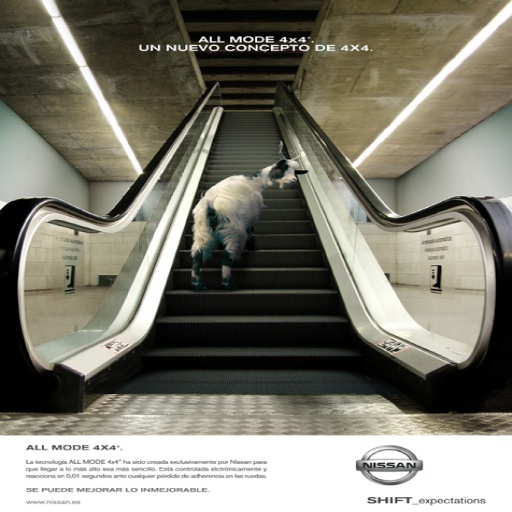 ALL MODE 4x4*.
UN NUEVO CONCEPTO DE 4X4.
ALL MODE 4X4*.
La tecnología ALL MODE 4x4* ha sido creada exclusivamente por Nissan para
que llegar a lo más alto sea más sencillo. Está controlada elctrónicamente y
reacciona en 0,01 segundos ante cualquier pérdida de adherencia en las ruedas.
SE PUEDE MEJORAR LO INMEJORABLE.
www.nissan.es
NISSAN
SHIFT_expectations